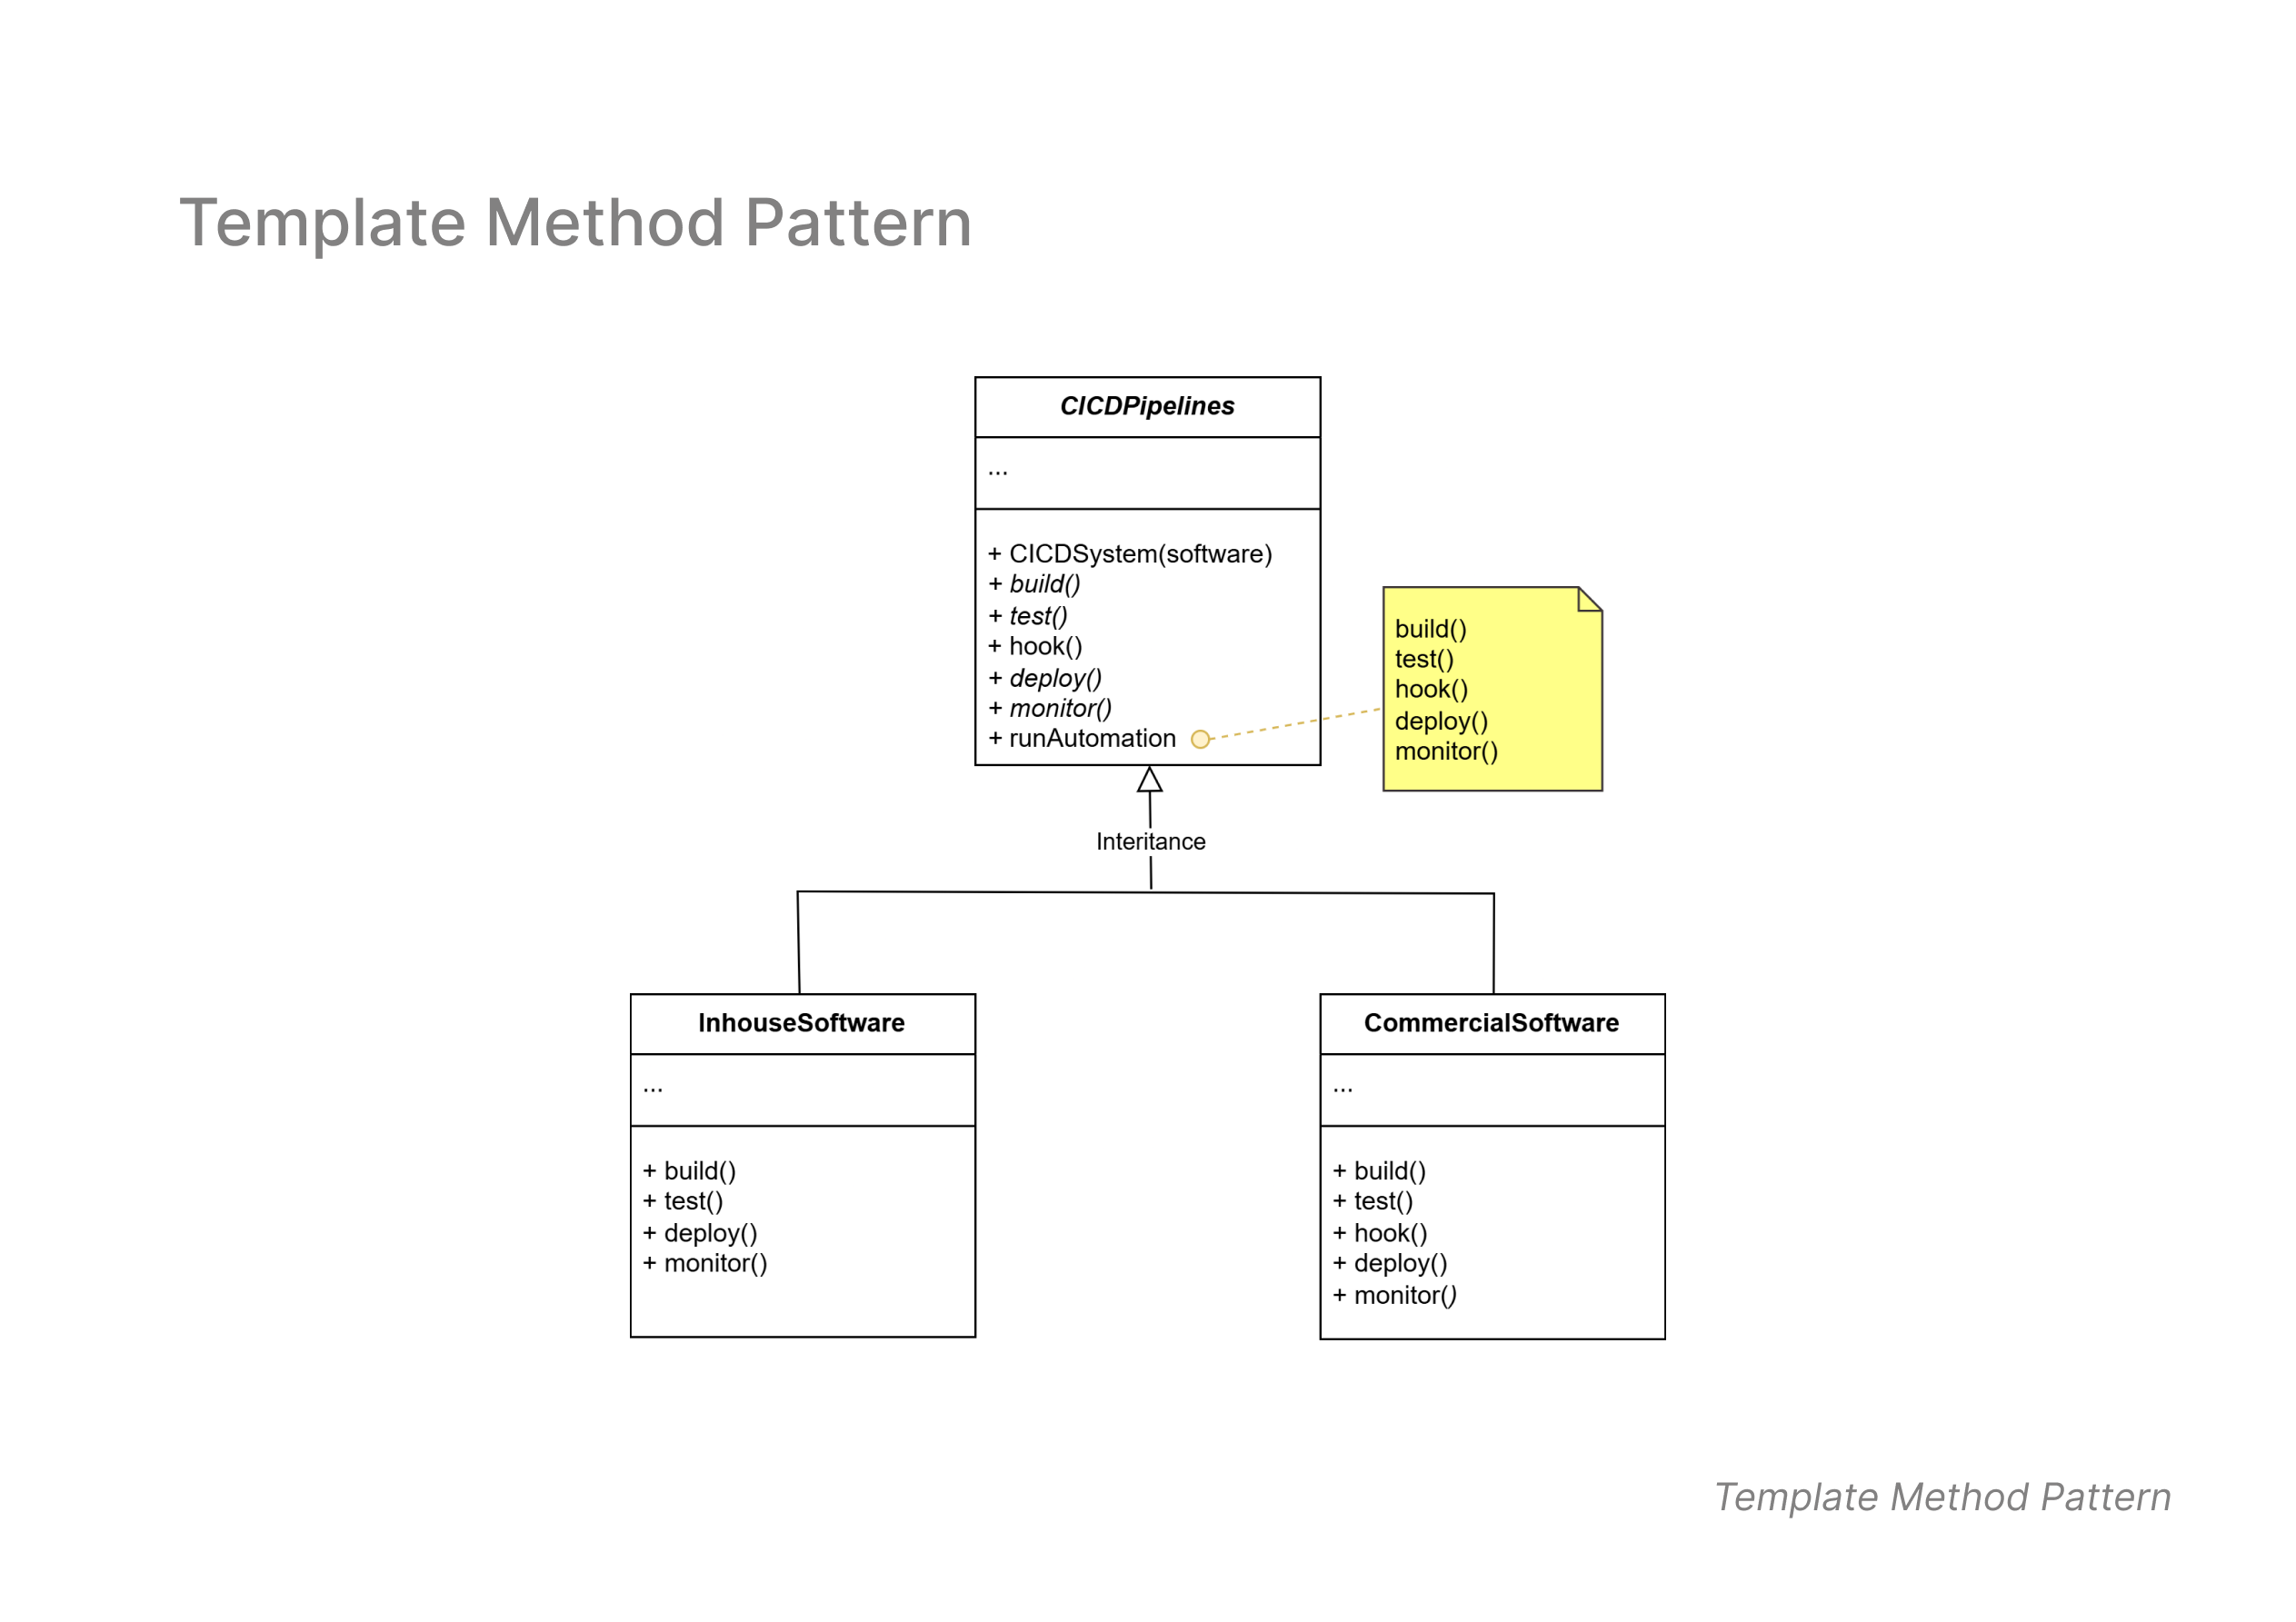 Template Method Pattern
CICDPipelines
...
+ CICDSystem(software)
+ build()
+ test()
+ hook()
+ deploy()
+ monitor()
+ runAutomation
build()
test()
hook()
deploy()
monitor()
Interitance
InhouseSoftware
...
+ build()
+ test()
+ deploy()
+ monitor()
CommercialSoftware
...
+ build()
+ test()
+ hook()
+ deploy()
+ monitor()
Template Method Pattern